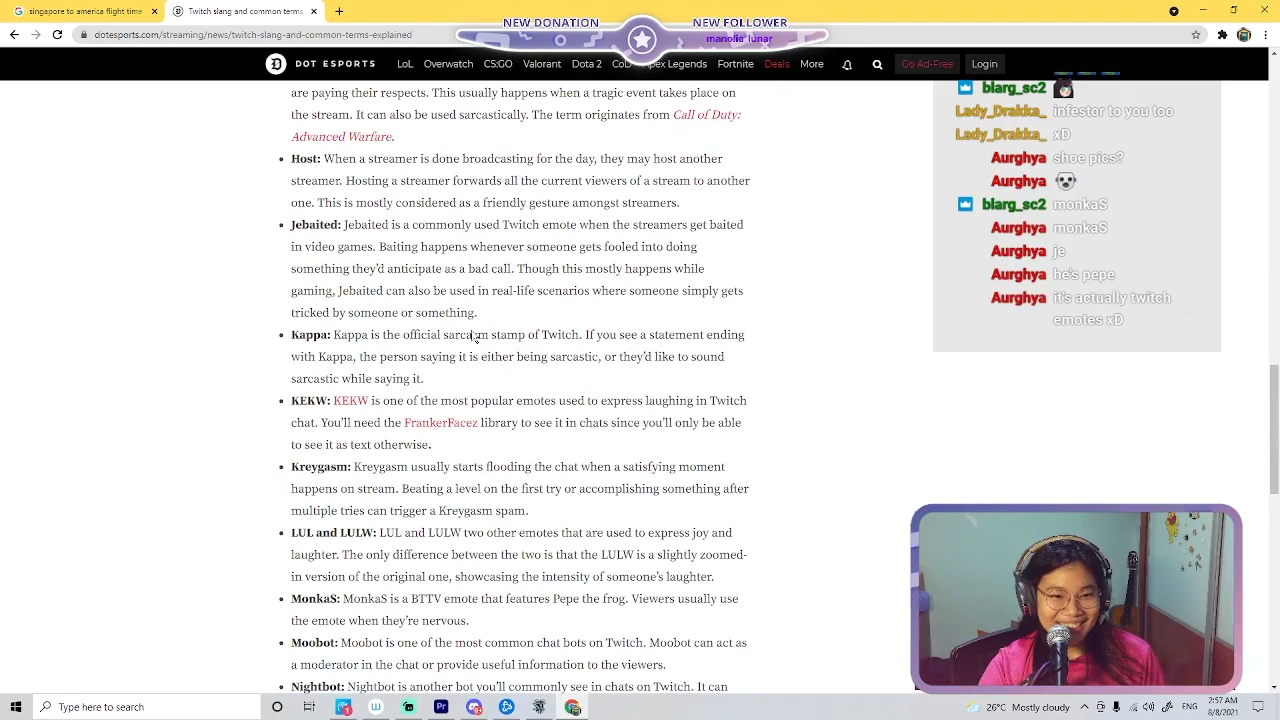 singapore to america flight time
Twitch slang and common terms
NEW DONATION
NEW FOLLOWER
manolia_lunar
dotesports.com/streaming/news/twitch-slang-and-common-terms-explained
DOT ESPORTS
LoL Overwatch CS:GO Valorant Dota 2 CoD Apex Legends Fortnite Deals More Go Ad-Free Login
are paying their respects. This usually happens when a tragic event takes place on
the stream. It can also be used sarcastically. The term originates from Call of Duty:
Advanced Warfare.
• Host: When a streamer is done broadcasting for the day, they may host another
streamer. Hosting a streamer forwards all the current viewers of a stream to another
one. This is mostly considered as a friendly gesture amongst streamers.
• Jebaited: Jebaited is a commonly used Twitch emote when the streamers get baited
in video games. Baiting happens whenever someone gets fooled into doing
something they'd anticipate as a bad call. Though this mostly happens while
gaming, Jebaited can also be used in real-life scenarios where someone simply gets
tricked by someone or something.
• Kappa: Kappa is the official sarcasm stamp of Twitch. If you see a statement ending
with Kappa, the person saying it is either being sarcastic, or they'd like to sound
sarcastic while saying it.
• KEKW: KEKW is one of the most popular emotes used to express laughing in Twitch
chat. You'll need the FrankerFacez library to see it in chats since you'll only be able
to see it as text otherwise.
• Kreygasm: Kreygasm usually starts flooding the chat when a satisfying moment
happens on stream. Beating a level on the first try or accomplishing something after
multiple tries can trigger a Kreygasm spam.
• LUL and LULW: LUL and LULW two other emotes that are used to express joy and
laughter. The only difference between the two is that the LULW is a slightly zoomed-
in version of the original one, showcasing the intensity of someone's laughter.
• MonkaS: MonkaS is a BTTV emote that features Pepe the frog. Viewers usually use
the emote when they're nervous.
• Moobot: Moobot is one of the most common chat bots on Twitch. Moobot can act as
a moderator in the chat or provide useful information to the viewers.
• Nightbot: Nightbot is another bot you'll commonly see in chats on Twitch. It can
blarg_sc2
Lady_Drakka_ infestor to you too
Lady_Drakka_ xD
Aurghya shoe pics?
Aurghya
blarg_sc2 monkaS
Aurghya monkaS
Aurghya je
Aurghya he's pepe
Aurghya it's actually twitch
emotes xD
Type here to search
26°C Mostly cloudy
2:57 AM
8/8/2021